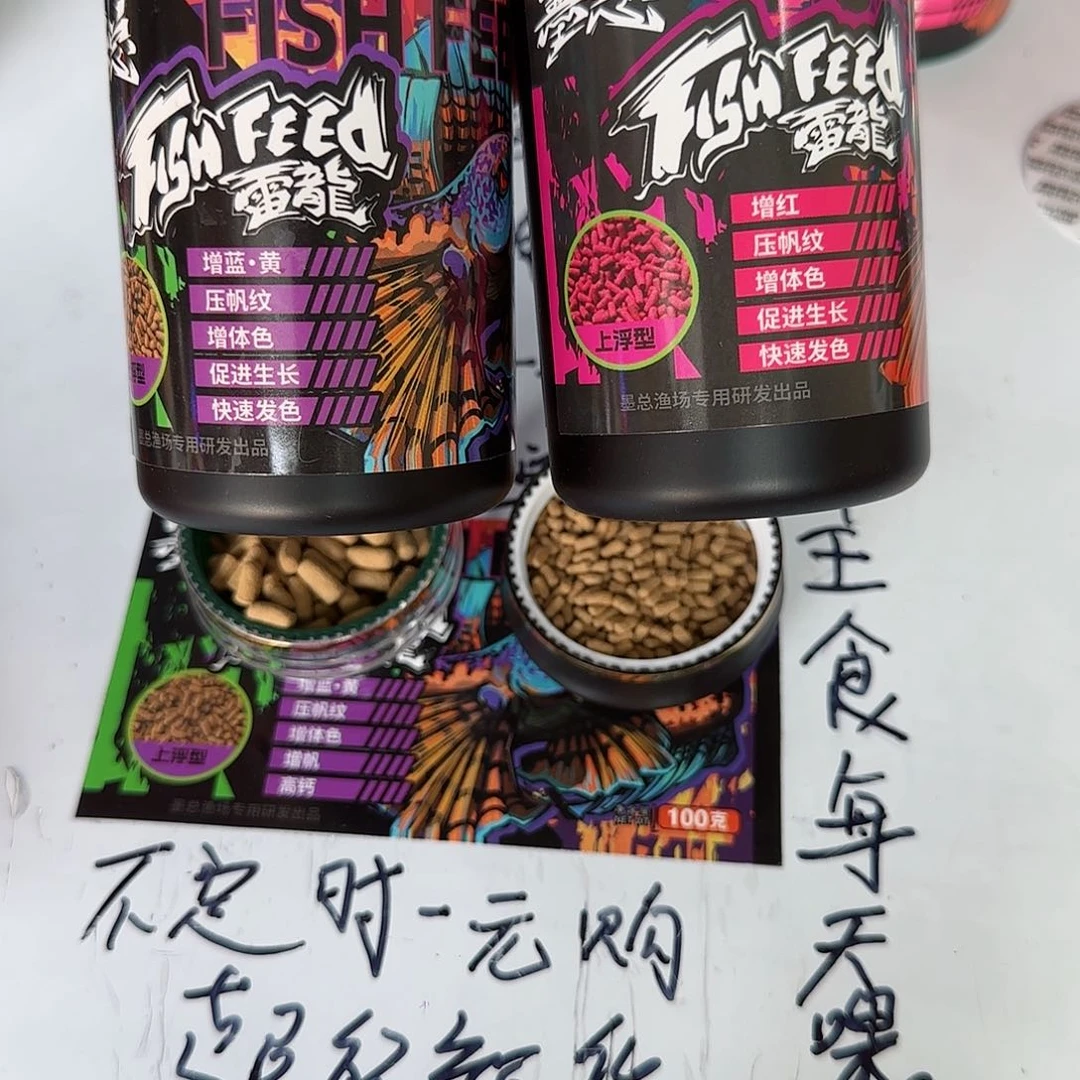 FISH FEE
FISH FEED
雷龍
增蓝·黄
压帆纹
增体色
促进生长
快速发色
墨总渔场专用研发出品
FISH FEED
雷龍
增红
压帆纹
增体色
促进生长
快速发色
上浮型
墨总渔场专用研发出品
增蓝·黄
压帆纹
增体色
增帆
高钙
上浮型
墨总渔场专用研发出品
100克
主食每天喂
不定时一元购